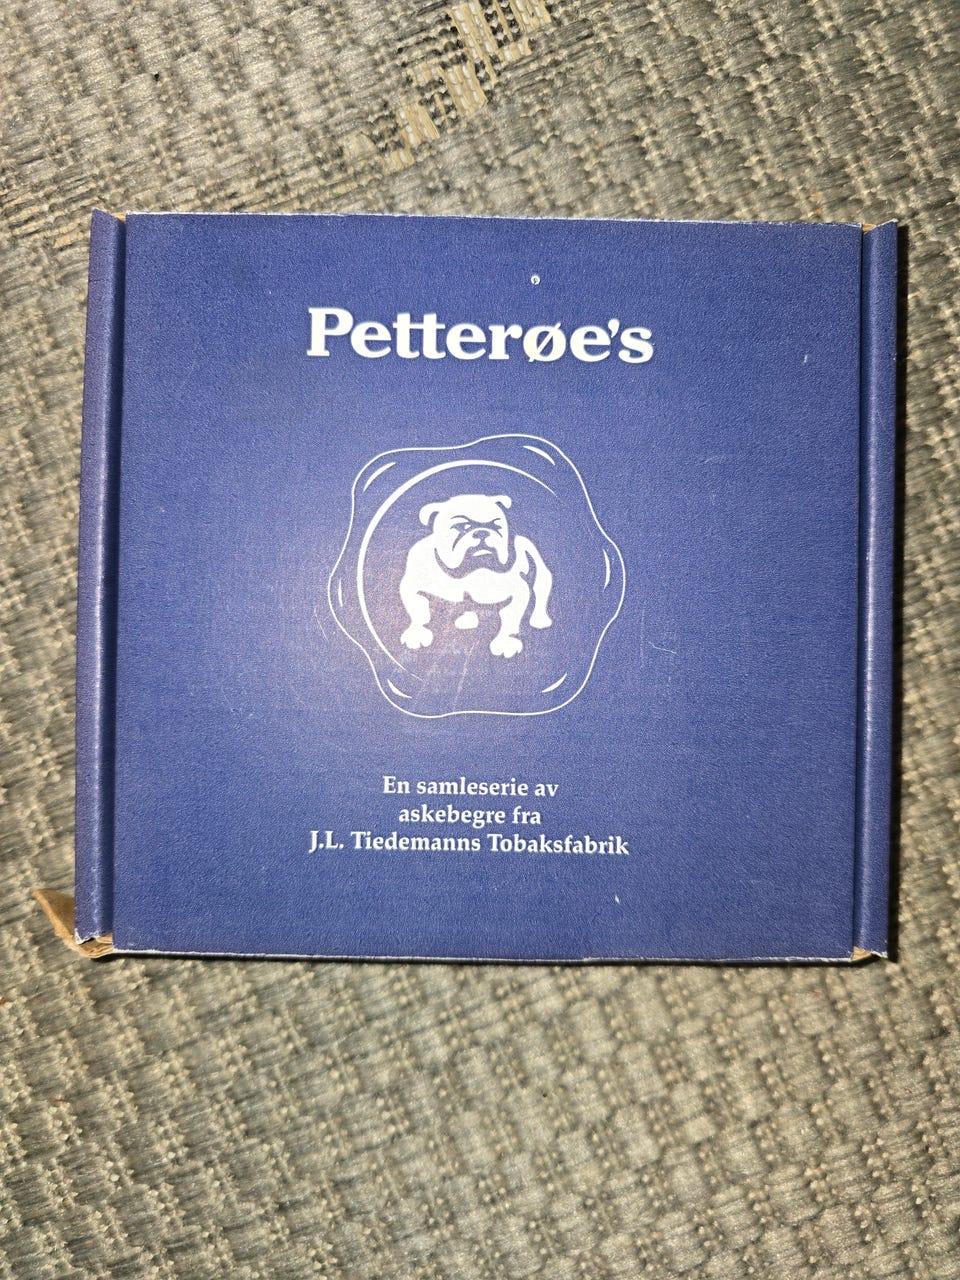 Petterøe's
En samleserie av
askebegre fra
J.L. Tiedemanns Tobaksfabrik